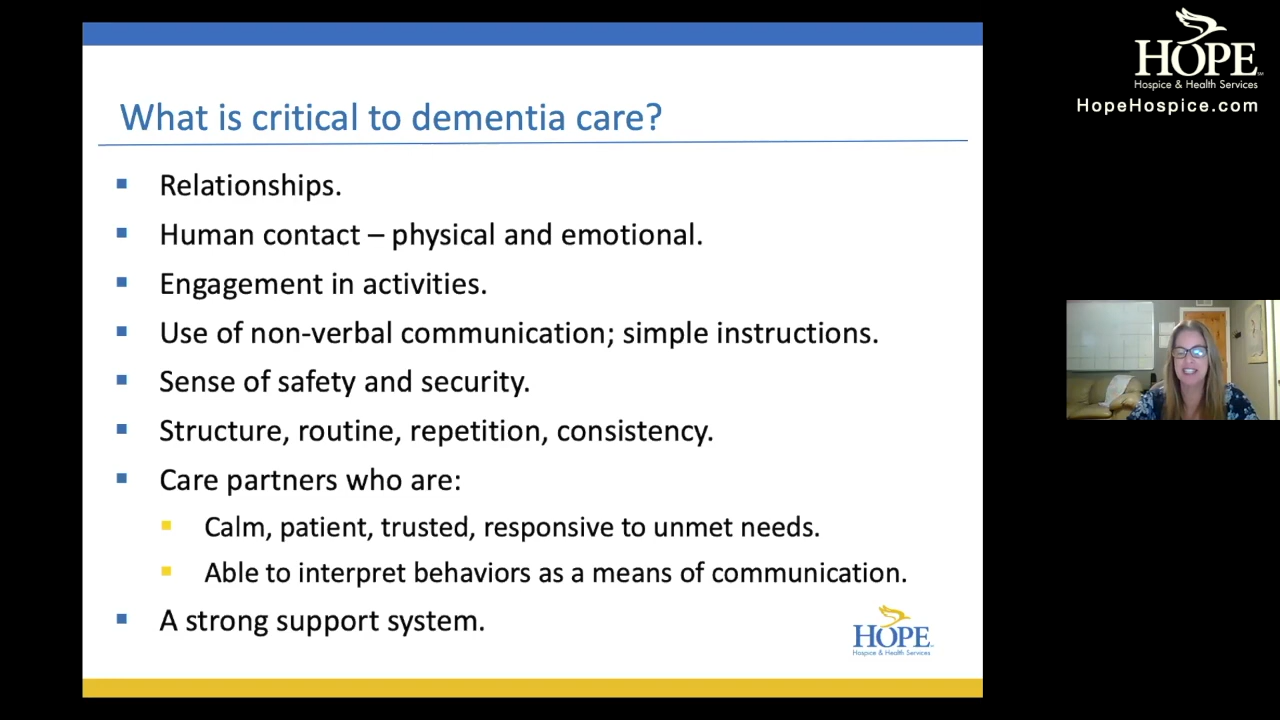 What is critical to dementia care?
Relationships.
Human contact – physical and emotional.
Engagement in activities.
Use of non-verbal communication; simple instructions.
Sense of safety and security.
Structure, routine, repetition, consistency.
Care partners who are:
Calm, patient, trusted, responsive to unmet needs.
Able to interpret behaviors as a means of communication.
A strong support system.
HOPE
Hospice & Health Services
HOPE
Hospice & Health Services
HopeHospice.com